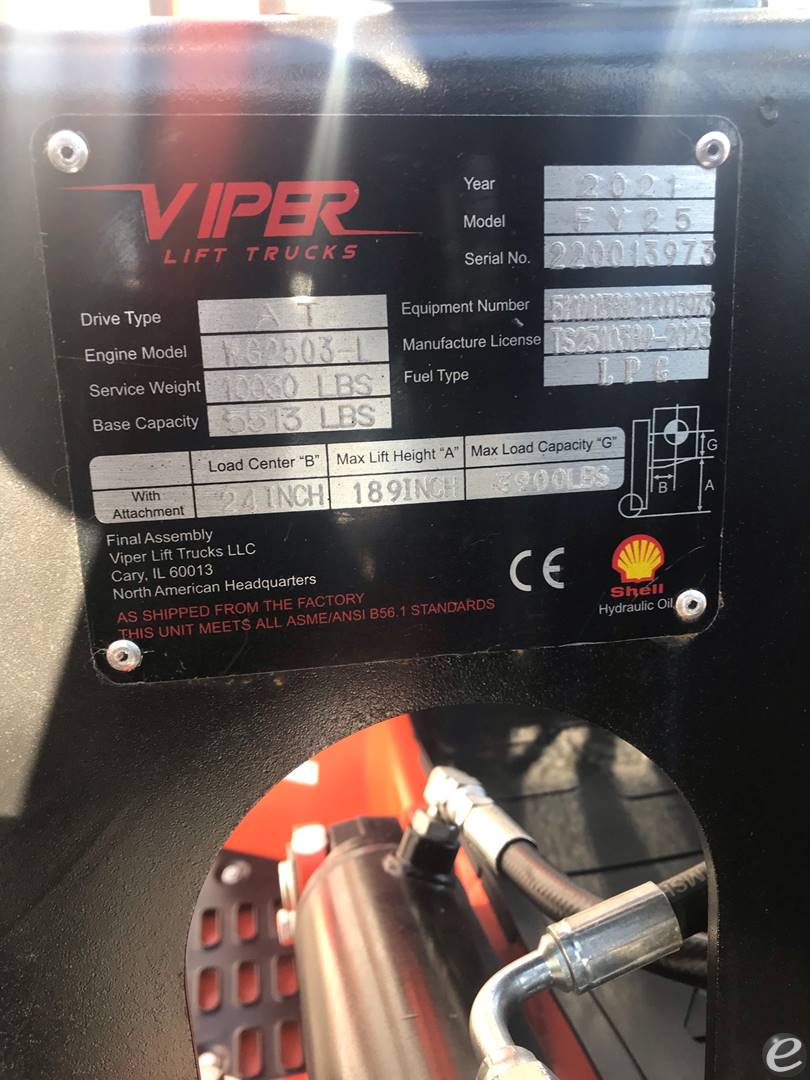 VIPER
LIFT TRUCKS
Year 2021
Model FY25
Serial No. 220013973
Drive Type AT
Equipment Number
Engine Model
Manufacture License
Service Weight LBS
Fuel Type LPG
Base Capacity 5513 LBS
Load Center "B" Max Lift Height "A" Max Load Capacity "G"
With
Attachment 24INCH 189INCH
G
B
A
Final Assembly
Viper Lift Trucks LLC
Cary, IL 60013
North American Headquarters
CE
Shell
Hydraulic Oil
AS SHIPPED FROM THE FACTORY
THIS UNIT MEETS ALL ASME/ANSI B56.1 STANDARDS
e